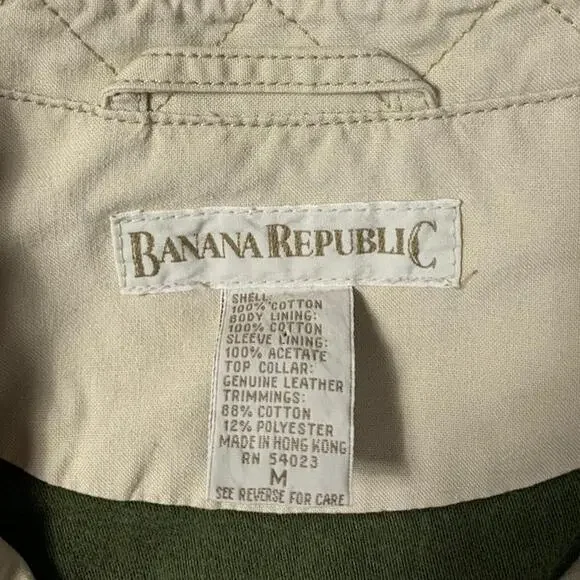 BANANA REPUBLIC
SHELL:
100% COTTON
BODY LINING:
100% COTTON
SLEEVE LINING:
100% ACETATE
TOP COLLAR:
GENUINE LEATHER
TRIMMINGS:
88% COTTON
12% POLYESTER
MADE IN HONG KONG
RN 54023
M
SEE REVERSE FOR CARE